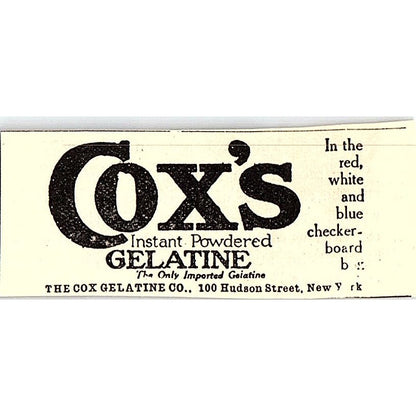 Cox's
Instant Powdered
GELATINE
The Only Imported Gelatine
In the
red,
white
and
blue
checker-
board
THE COX GELATINE CO., 100 Hudson Street, New